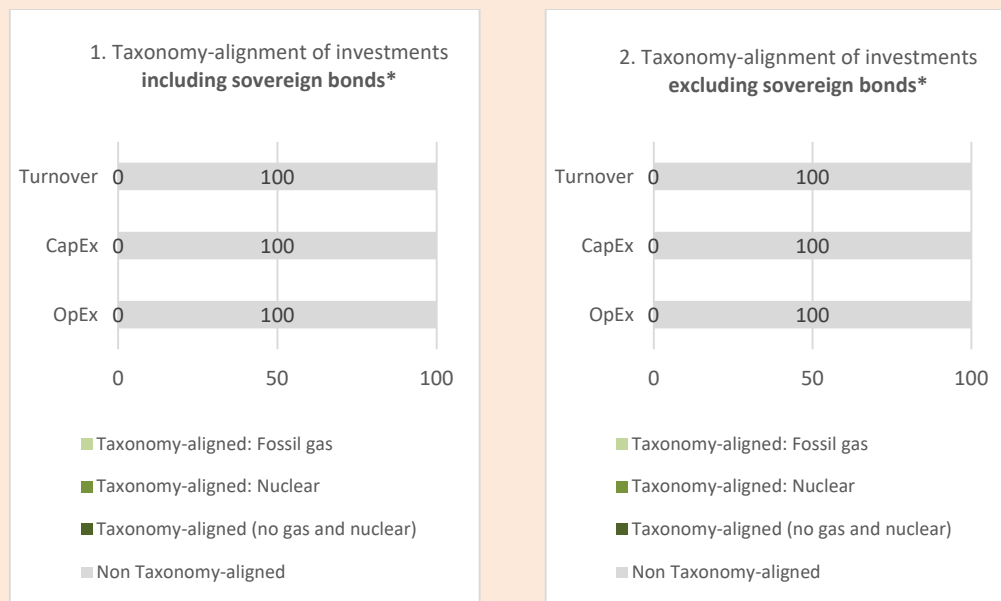 1. Taxonomy-alignment of investments
including sovereign bonds*
Turnover 0 100
CapEx 0 100
OpEx 0 100
0 50 100
Taxonomy-aligned: Fossil gas
Taxonomy-aligned: Nuclear
Taxonomy-aligned (no gas and nuclear)
Non Taxonomy-aligned
2. Taxonomy-alignment of investments
excluding sovereign bonds*
Turnover 0 100
CapEx 0 100
OpEx 0 100
0 50 100
Taxonomy-aligned: Fossil gas
Taxonomy-aligned: Nuclear
Taxonomy-aligned (no gas and nuclear)
Non Taxonomy-aligned